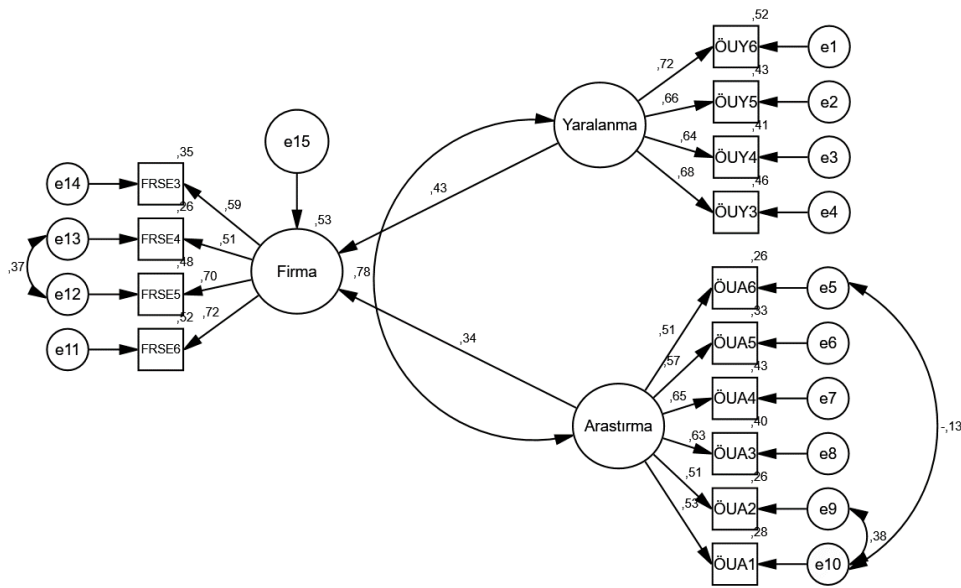 ,52
ÖUY6
e1
,72
,43
ÖUY5
e2
,66
,41
ÖUY4
e3
,64
,46
ÖUY3
e4
,68
Yaralanma
e15
,43
,35
e14
FRSE3
,59
,26
e13
FRSE4
,51
,48
,37
e12
FRSE5
,70
,52
e11
FRSE6
,72
,53
Firma
,78
,34
,26
ÖUA6
e5
,51
,33
ÖUA5
e6
,57
,43
ÖUA4
e7
,65
,40
ÖUA3
e8
,63
,26
ÖUA2
e9
,51
,28
ÖUA1
e10
,53
Arastırma
-,13
,38